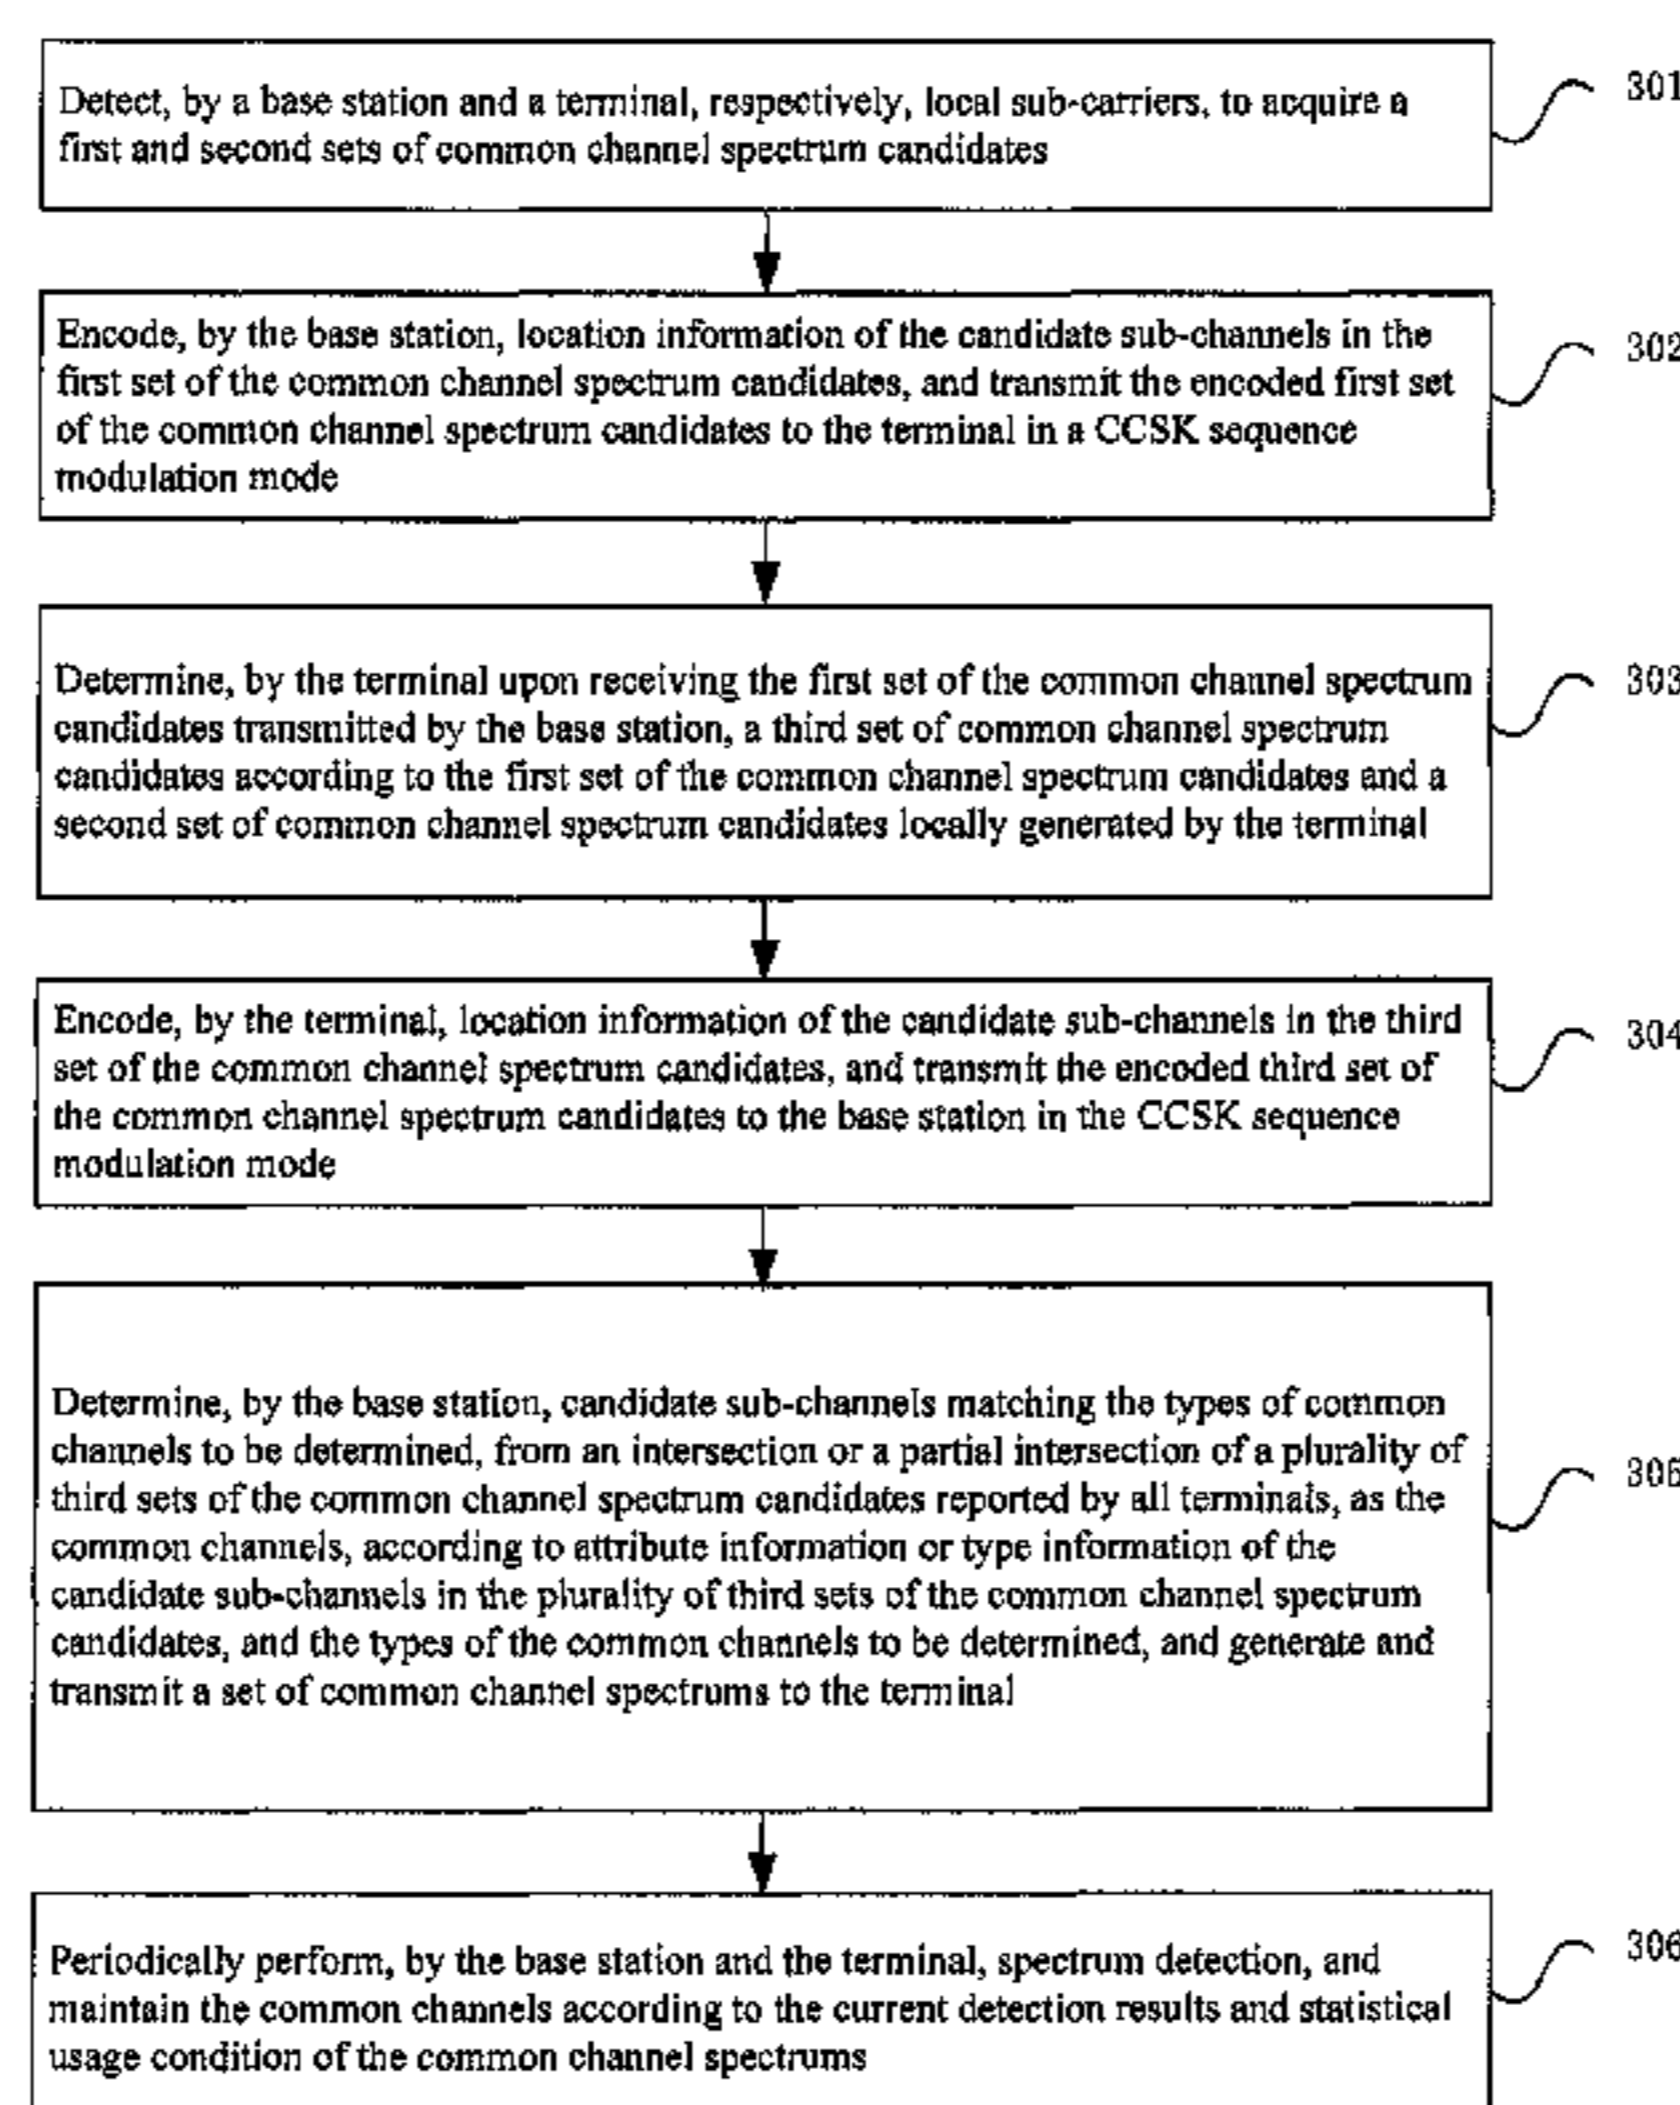 Detect, by a base station and a terminal, respectively, local sub-carriers, to acquire a
first and second sets of common channel spectrum candidates
301
Encode, by the base station, location information of the candidate sub-channels in the
first set of the common channel spectrum candidates, and transmit the encoded first set
of the common channel spectrum candidates to the terminal in a CCSK sequence
modulation mode
302
Determine, by the terminal upon receiving the first set of the common channel spectrum
candidates transmitted by the base station, a third set of common channel spectrum
candidates according to the first set of the common channel spectrum candidates and a
second set of common channel spectrum candidates locally generated by the terminal
303
Encode, by the terminal, location information of the candidate sub-channels in the third
set of the common channel spectrum candidates, and transmit the encoded third set of
the common channel spectrum candidates to the base station in the CCSK sequence
modulation mode
304
Determine, by the base station, candidate sub-channels matching the types of common
channels to be determined, from an intersection or a partial intersection of a plurality of
third sets of the common channel spectrum candidates reported by all terminals, as the
common channels, according to attribute information or type information of the
candidate sub-channels in the plurality of third sets of the common channel spectrum
candidates, and the types of the common channels to be determined, and generate and
transmit a set of common channel spectrums to the terminal
305
Periodically perform, by the base station and the terminal, spectrum detection, and
maintain the common channels according to the current detection results and statistical
usage condition of the common channel spectrums
306